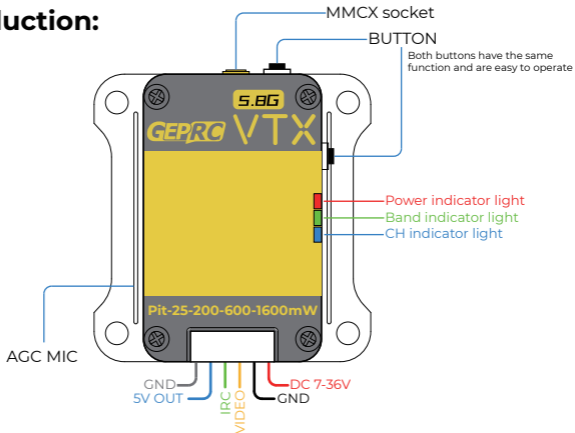 duction:
MMCX socket
BUTTON
Both buttons have the same
function and are easy to operate
5.8G
GEPRC VTX
Power indicator light
Band indicator light
CH indicator light
Pit-25-200-600-1600mW
AGC MIC
GND
5V OUT
IRC
VIDEO
DC 7-36V
GND